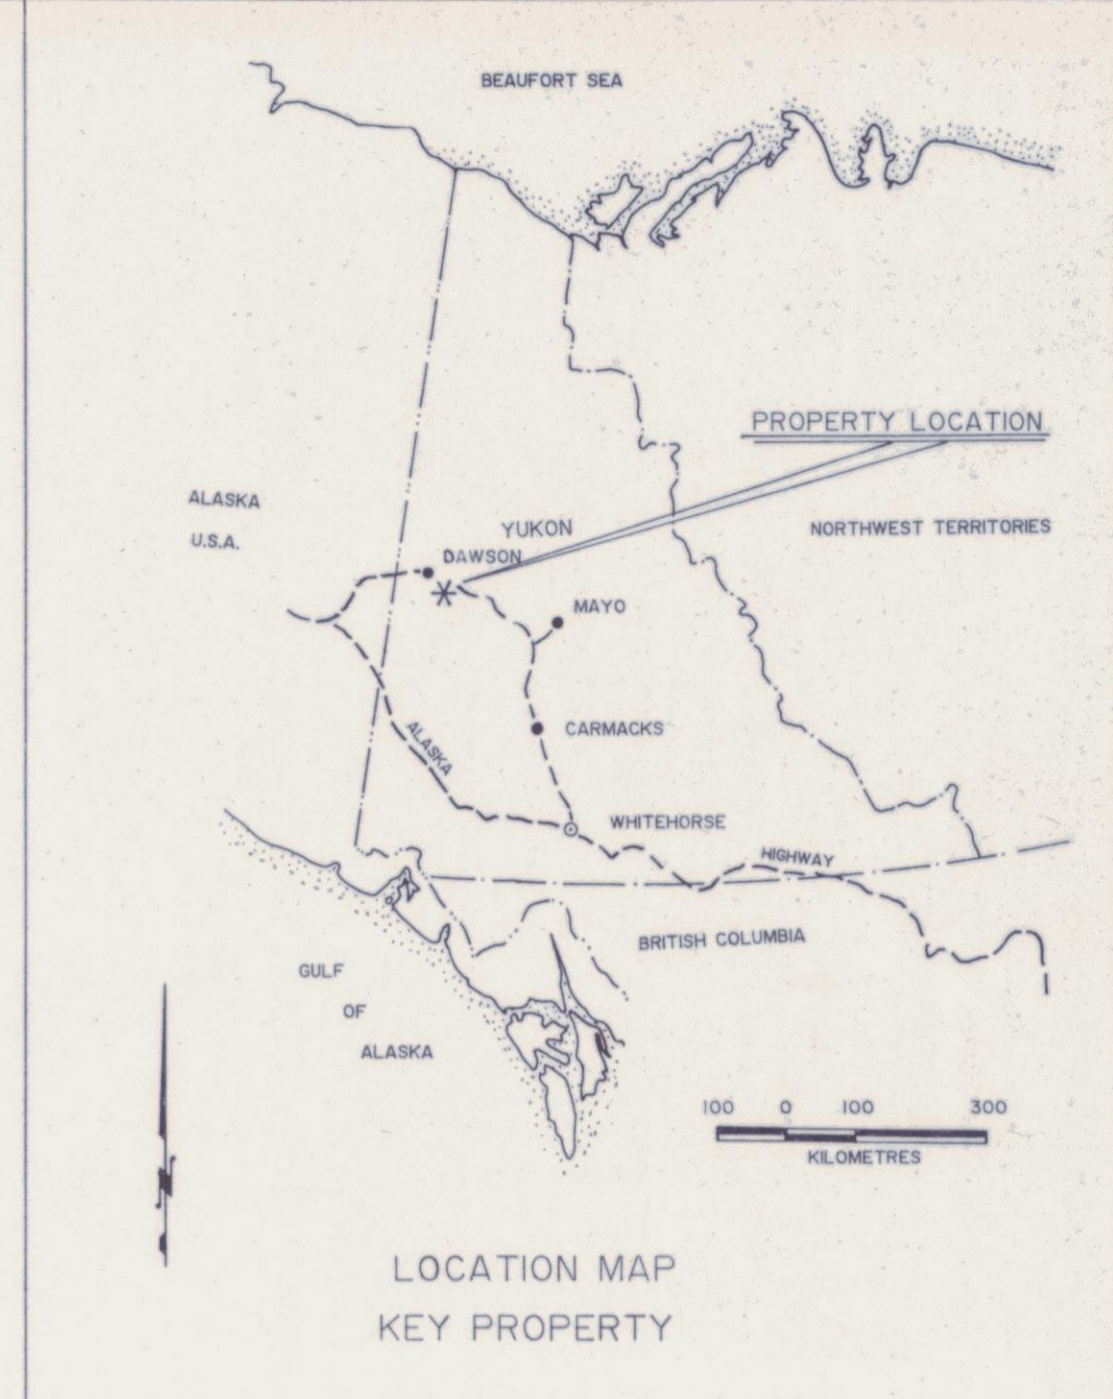 BEAUFORT SEA
PROPERTY LOCATION
ALASKA
U.S.A.
YUKON
NORTHWEST TERRITORIES
DAWSON
MAYO
CARMACKS
ALASKA
WHITEHORSE
HIGHWAY
BRITISH COLUMBIA
GULF
OF
ALASKA
100 0 100 300
KILOMETRES
N
LOCATION MAP
KEY PROPERTY